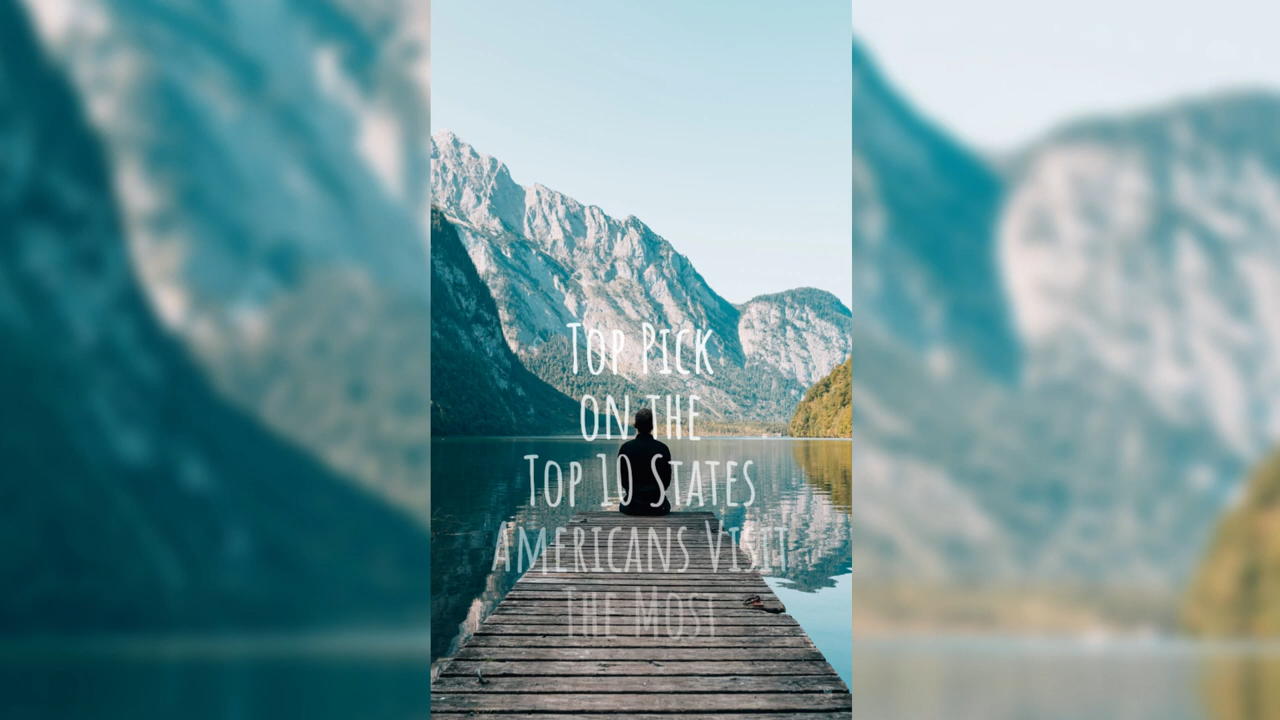 Top Pick
on the
Top 10 States
Americans Visit
The Most